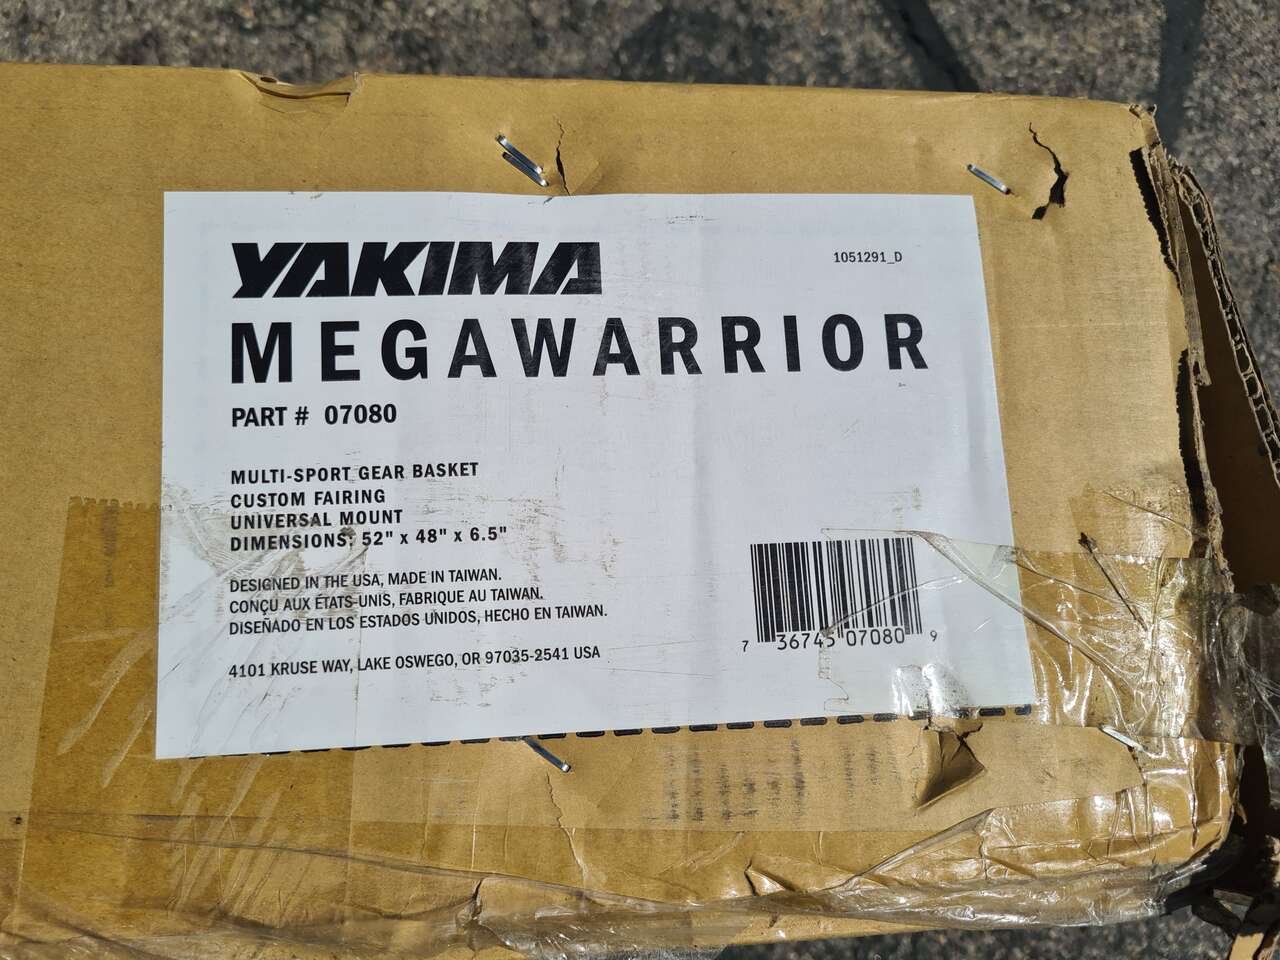 YAKIMA
1051291_D
MEGAWARRIOR
PART # 07080
MULTI-SPORT GEAR BASKET
CUSTOM FAIRING
UNIVERSAL MOUNT
DIMENSIONS: 52" x 48" x 6.5"
DESIGNED IN THE USA, MADE IN TAIWAN.
CONÇU AUX ÉTATS-UNIS, FABRIQUE AU TAIWAN.
DISEÑADO EN LOS ESTADOS UNIDOS, HECHO EN TAIWAN.
4101 KRUSE WAY, LAKE OSWEGO, OR 97035-2541 USA
7 36745 07080 9